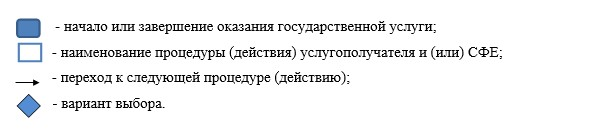 - начало или завершение оказания государственной услуги;
- наименование процедуры (действия) услугополучателя и (или) СФЕ;
- переход к следующей процедуре (действию);
- вариант выбора.